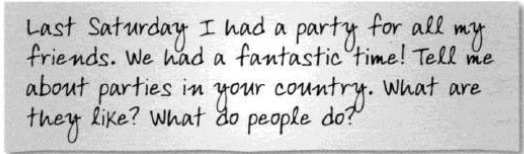 Last Saturday I had a party for all my
friends. We had a fantastic time! Tell me
about parties in your country. What are
they like? What do people do?